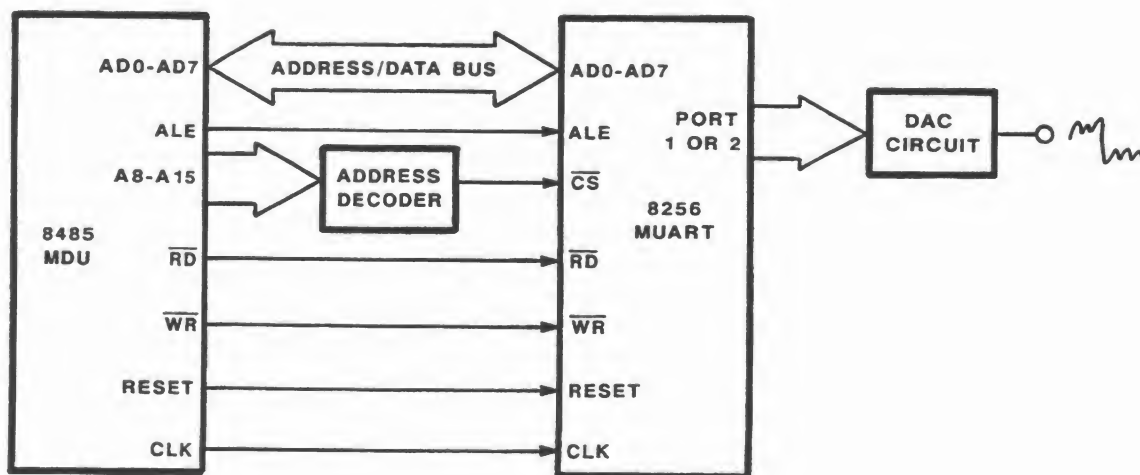 8485
MDU
AD0-AD7
ALE
A8-A15
RD
WR
RESET
CLK
ADDRESS/DATA BUS
ADDRESS
DECODER
AD0-AD7
ALE
CS
RD
WR
RESET
CLK
8256
MUART
PORT
1 OR 2
DAC
CIRCUIT